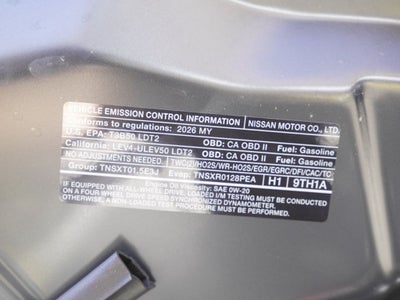 VEHICLE EMISSION CONTROL INFORMATION NISSAN MOTOR CO., LTD.
Conforms to regulations: 2026 MY
U.S. EPA: T3B50 LDT2 OBD: CA OBD II Fuel: Gasoline
California: LEV4-ULEV50 LDT2 OBD: CA OBD II Fuel: Gasoline
NO ADJUSTMENTS NEEDED. TWC(2)/HO2S/WR-HO2S/EGR/EGRC/DFI/CAC/TC
Group: TNSXT01.5E3J Evap: TNSXR0128PEA H1 9TH1A
Engine Oil Viscosity: SAE 0W-20
IF EQUIPPED WITH ALL-WHEEL DRIVE, LOADED I/M TESTING MUST BE CONDUCTED
ON A FOUR WHEEL DRIVE SPEED SYNCHRONIZED DYNAMOMETER.
OTHERWISE, A NON-LOADED TEST PROCEDURE MUST BE CONDUCTED.